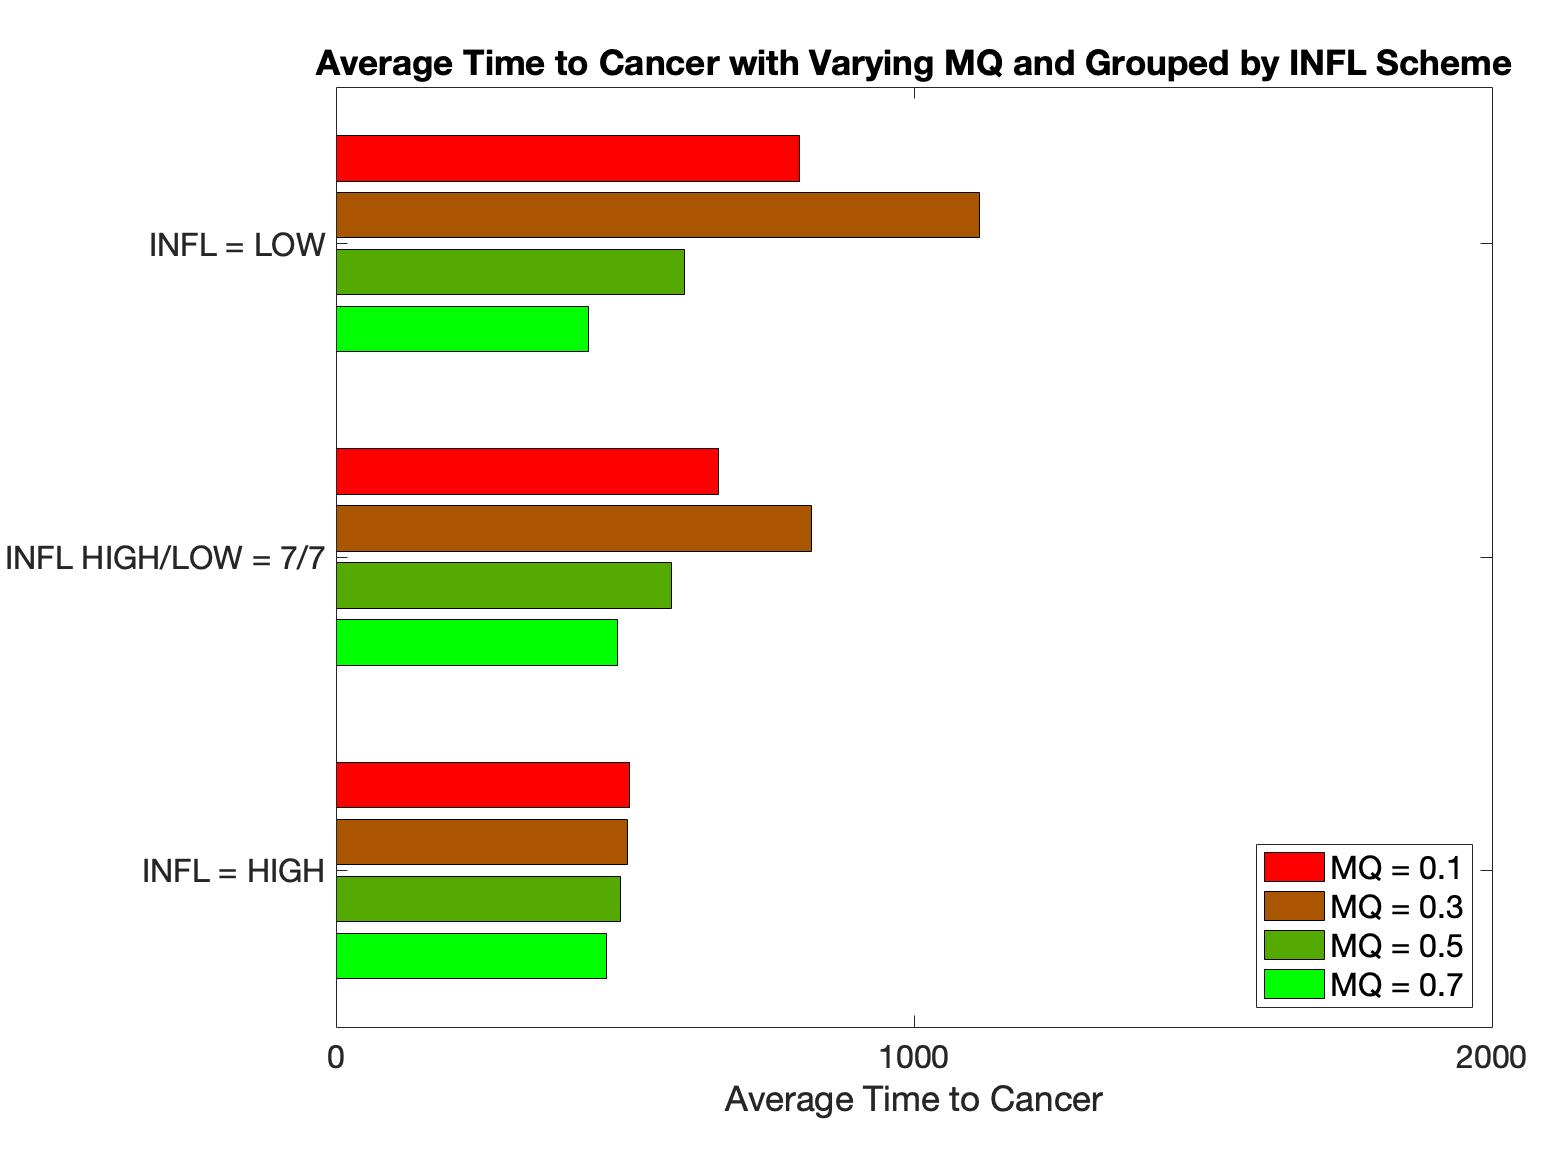 Average Time to Cancer with Varying MQ and Grouped by INFL Scheme
INFL = LOW
INFL HIGH/LOW = 7/7
INFL = HIGH
MQ = 0.1
MQ = 0.3
MQ = 0.5
MQ = 0.7
0 1000 2000
Average Time to Cancer